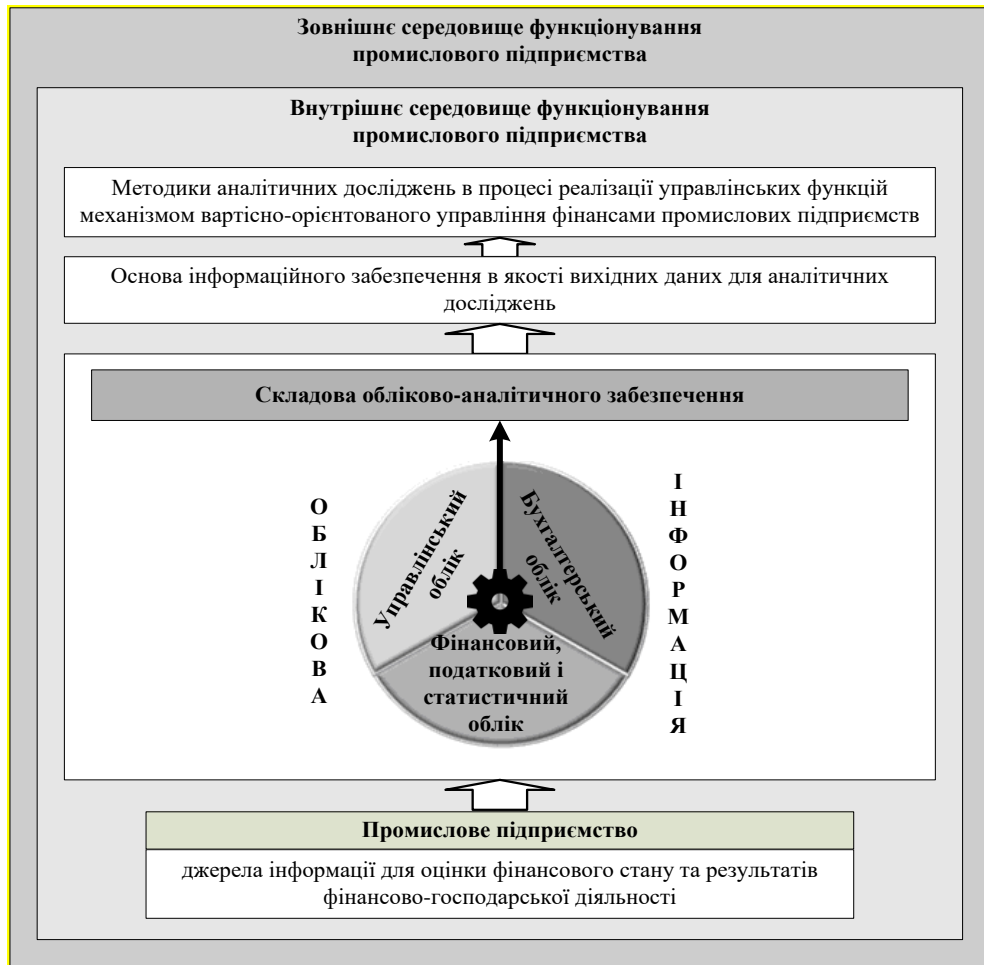 Зовнішнє середовище функціонування
промислового підприємства
Внутрішнє середовище функціонування
промислового підприємства
Методики аналітичних досліджень в процесі реалізації управлінських функцій
механізмом вартісно-орієнтованого управління фінансами промислових підприємств
Основа інформаційного забезпечення в якості вихідних даних для аналітичних
досліджень
Складова обліково-аналітичного забезпечення
ОБЛІКОВА
Управлінський
облік
Бухгалтерський
облік
ІНФОРМАЦІЯ
Фінансовий,
податковий і
статистичний
облік
Промислове підприємство
джерела інформації для оцінки фінансового стану та результатів
фінансово-господарської діяльності